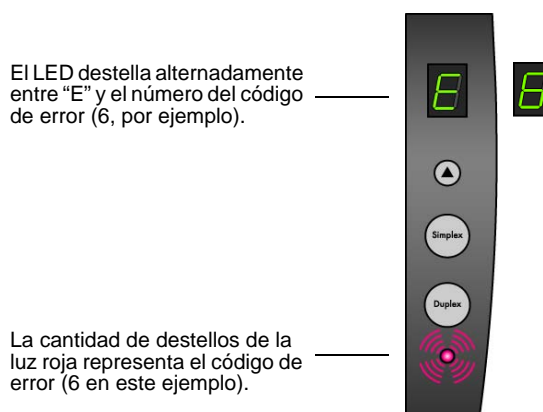 El LED destella alternadamente
entre “E” y el número del código
de error (6, por ejemplo).
E
6
Simplex
Duplex
La cantidad de destellos de la
luz roja representa el código de
error (6 en este ejemplo).